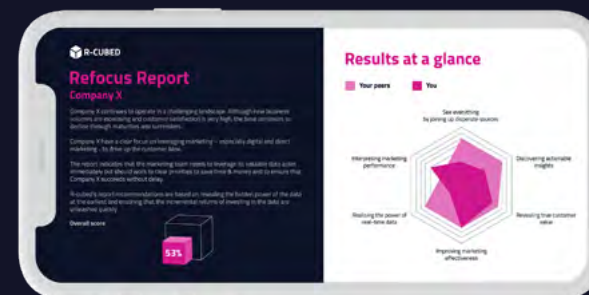 R-CUBED
Refocus Report
Company X
Company X continues to operate in a challenging landscape. Although new business
volumes are increasing and customer satisfaction is very high, the base continues to
decline through maturities and surrenders.
Company X have a clear focus on leveraging marketing – especially digital and direct
marketing – to drive up the customer base.
The report indicates that the marketing team needs to leverage its valuable data asset
immediately but should work to clear priorities to save time & money and to ensure that
Company X succeeds without delay.
R-cubed's report recommendations are based on revealing the hidden power of the data
at the earliest and ensuring that the incremental returns of investing in the data are
unleashed quickly.
Overall score
53%
Results at a glance
Your peers
You
See everything
by joining up disparate sources
Discovering actionable
insights
Revealing true customer
value
Improving marketing
effectiveness
Realising the power of
real-time data
Interpreting marketing
performance